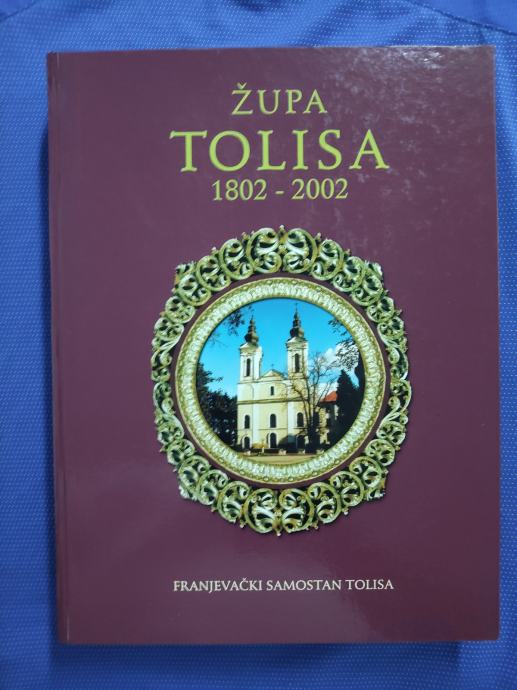 ŽUPA
TOLISA
1802 - 2002
FRANJEVAČKI SAMOSTAN TOLISA